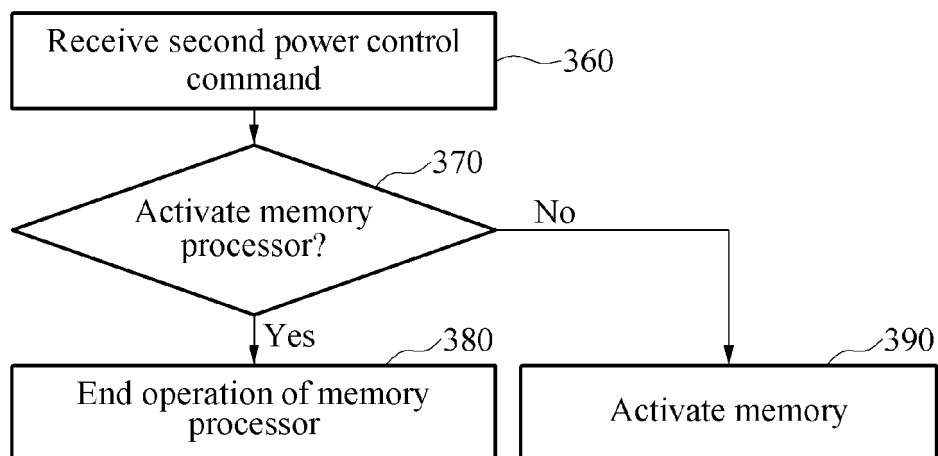 Receive second power control
command
360
370
Activate memory
processor?
No
Yes
380
390
End operation of memory
processor
Activate memory